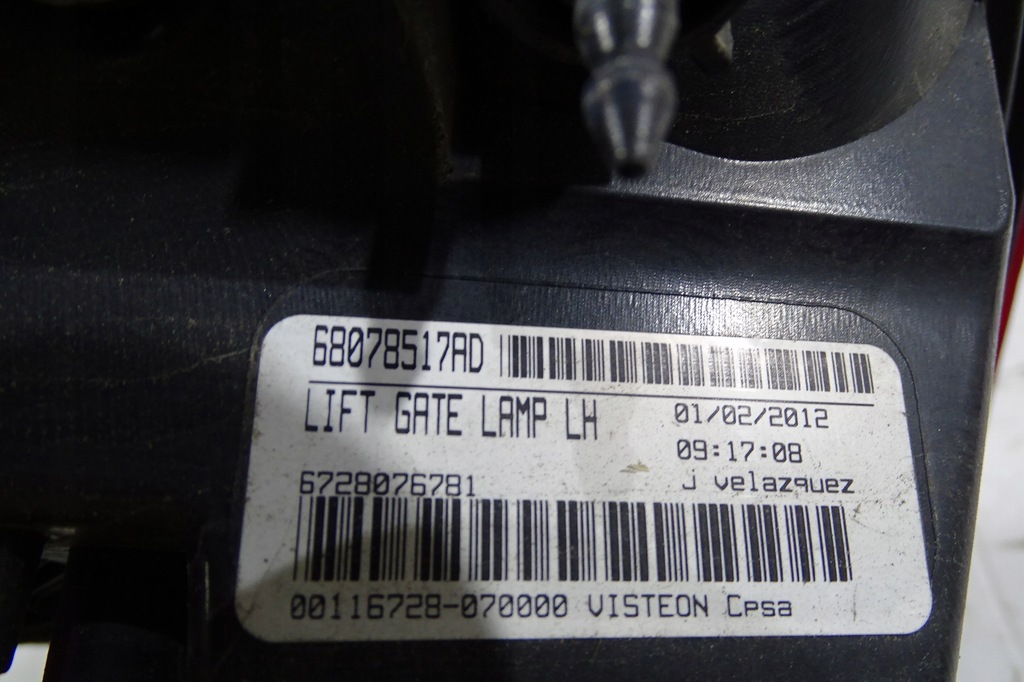 68078517AD
LIFT GATE LAMP LH 01/02/2012
09:17:08
6728076781 j velazquez
00116728-070000 VISTEON Cpsa